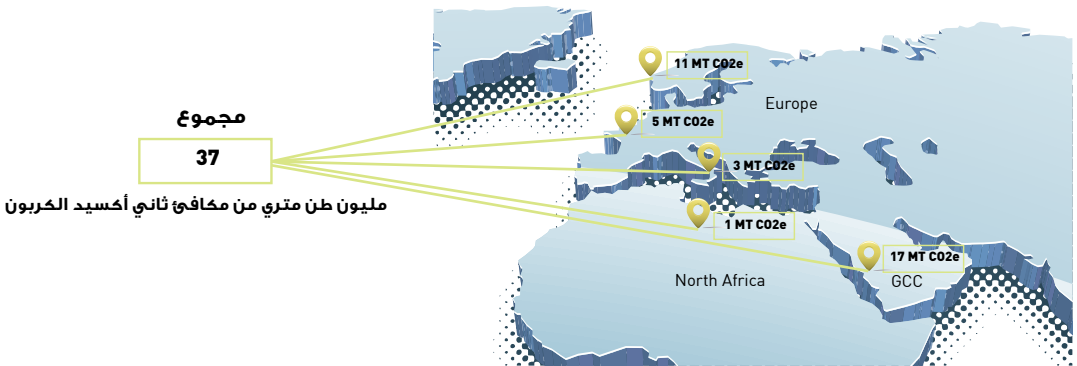 مجموع
37
مليون طن متري من مكافئ ثاني أكسيد الكربون
11 MT CO2e
Europe
5 MT CO2e
3 MT CO2e
1 MT CO2e
17 MT CO2e
North Africa
GCC